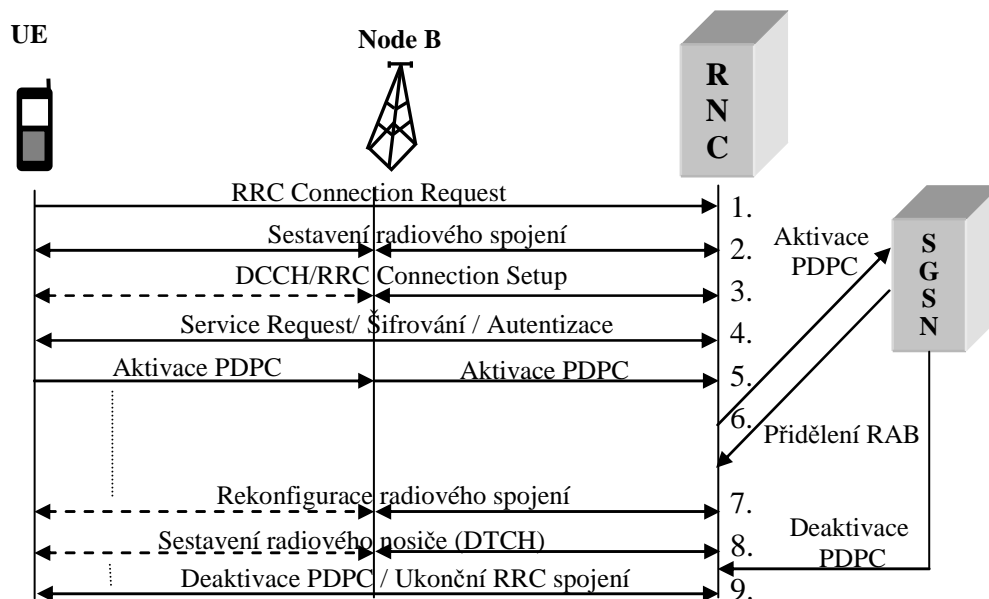 UE
Node B
R
N
C
RRC Connection Request
1.
Sestavení radiového spojení
2.
Aktivace
PDPC
S
G
S
N
DCCH/RRC Connection Setup
3.
Service Request/ Šifrování / Autentizace
4.
Aktivace PDPC
Aktivace PDPC
5.
6.
Přidělení RAB
Rekonfigurace radiového spojení
7.
Sestavení radiového nosiče (DTCH)
8.
Deaktivace
PDPC
Deaktivace PDPC / Ukonční RRC spojení
9.